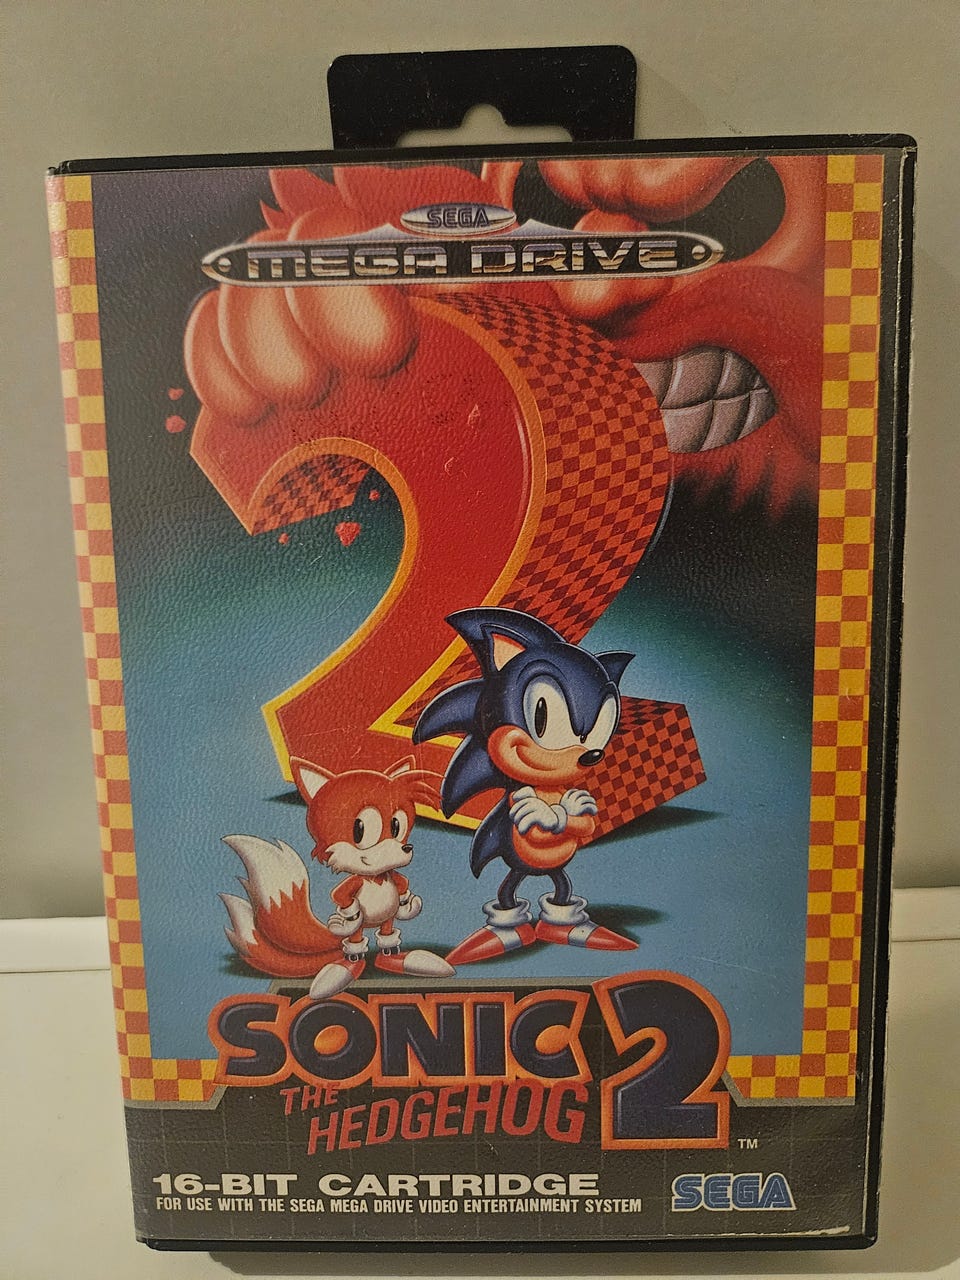 SEGA
MEGA DRIVE
SONIC
THE
HEDGEHOG
2
TM
16-BIT CARTRIDGE
FOR USE WITH THE SEGA MEGA DRIVE VIDEO ENTERTAINMENT SYSTEM
SEGA